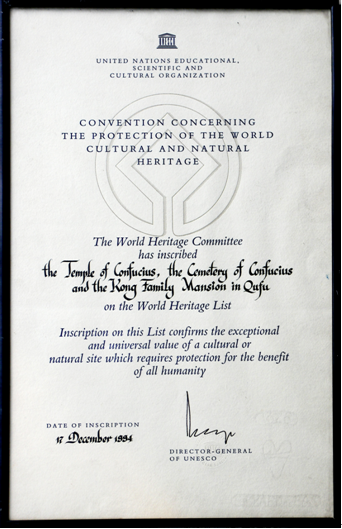 UNITED NATIONS EDUCATIONAL,
SCIENTIFIC AND
CULTURAL ORGANIZATION
CONVENTION CONCERNING
THE PROTECTION OF THE WORLD
CULTURAL AND NATURAL
HERITAGE
The World Heritage Committee
has inscribed
the Temple of Confucius, the Cemetery of Confucius
and the Kong Family Mansion in Qufu
on the World Heritage List
Inscription on this List confirms the exceptional
and universal value of a cultural or
natural site which requires protection for the benefit
of all humanity
DATE OF INSCRIPTION
17 December 1994
DIRECTOR-GENERAL
OF UNESCO